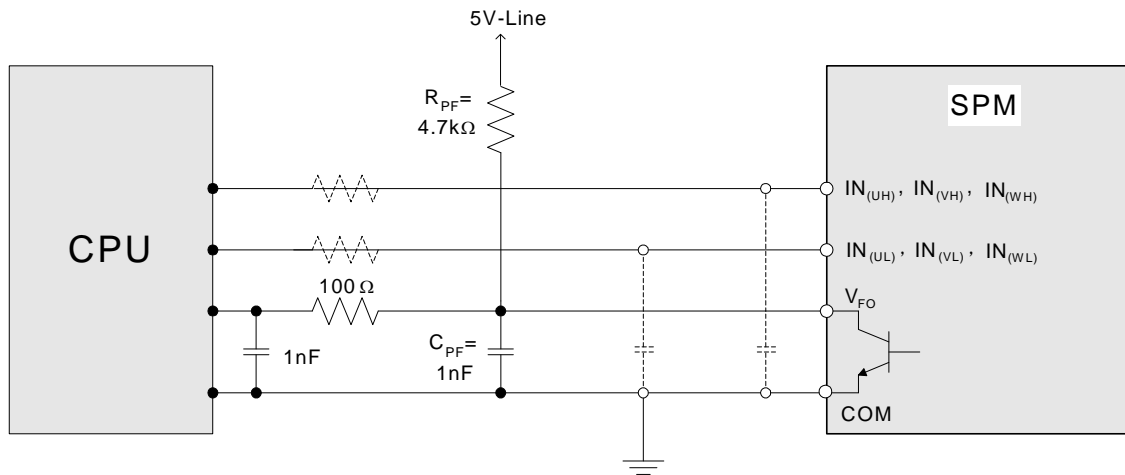 5V-Line
R_PF=
4.7kΩ
SPM
IN_(UH), IN_(VH), IN_(WH)
CPU
IN_(UL), IN_(VL), IN_(WL)
100 Ω
V_FO
C_PF=
1nF
1nF
COM